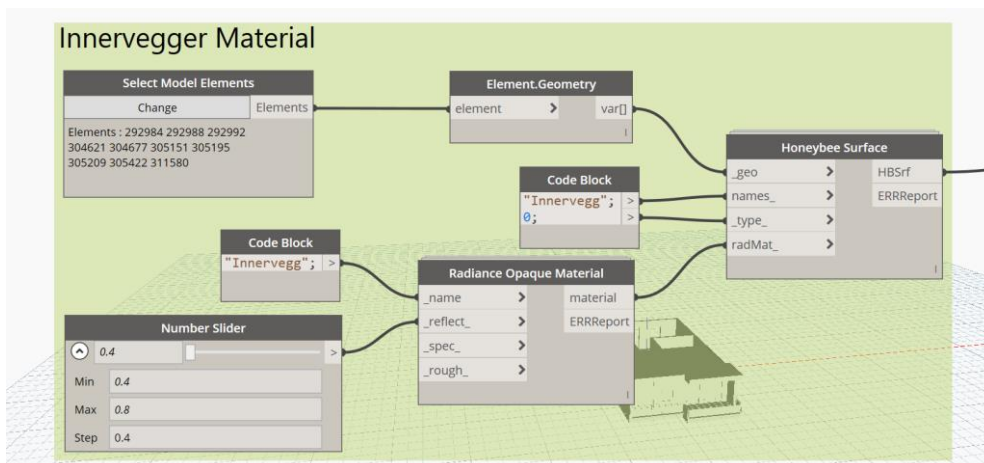 Innervegger Material
Select Model Elements
Change
Elements
Elements : 292984 292988 292992
304621 304677 305151 305195
305209 305422 311580
Element.Geometry
element > var[]
l
Code Block
"Innervegg"; >
0; >
Honeybee Surface
_geo > HBSrf
names_ > ERRReport
_type_ >
radMat_ >
l
Code Block
"Innervegg"; >
Radiance Opaque Material
_name > material
_reflect_ > ERRReport
_spec_ >
_rough_ >
l
Number Slider
0.4 >
Min 0.4
Max 0.8
Step 0.4